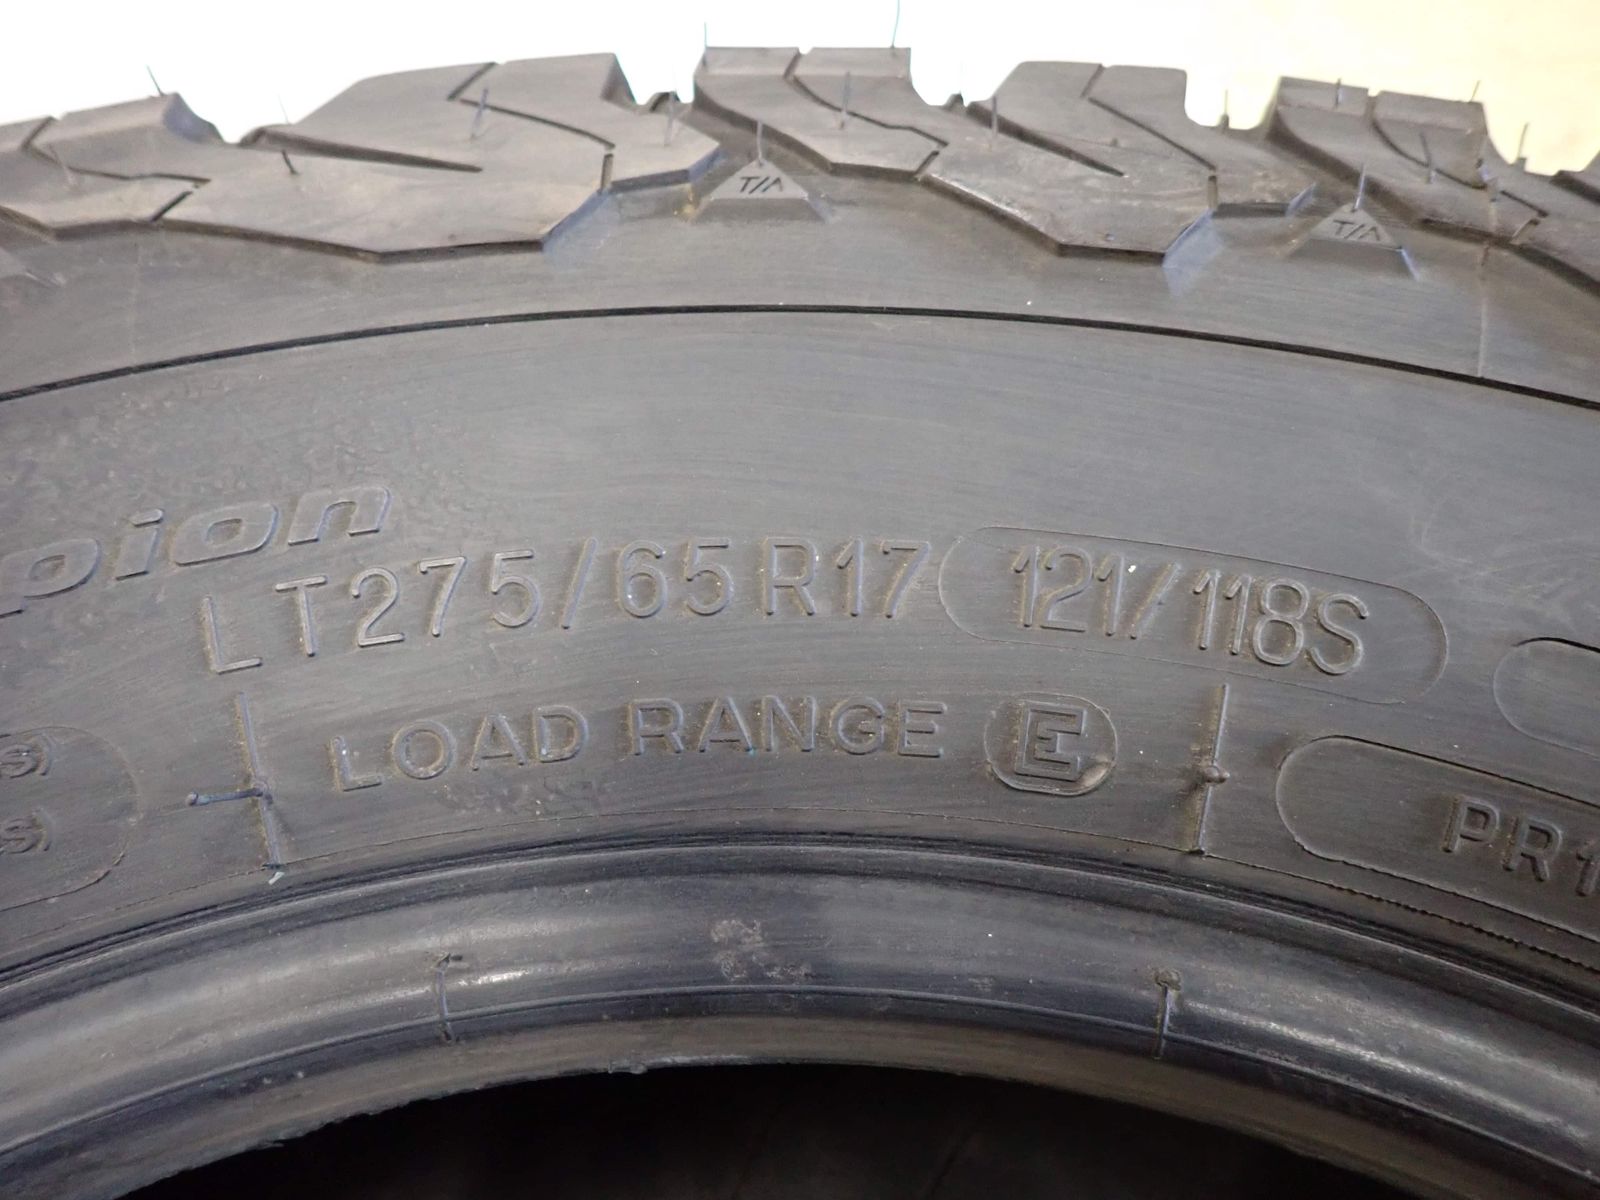 T/A
T/A
pion
LT275/65R17 121/118S
LOAD RANGE E
S)
S)
PR1